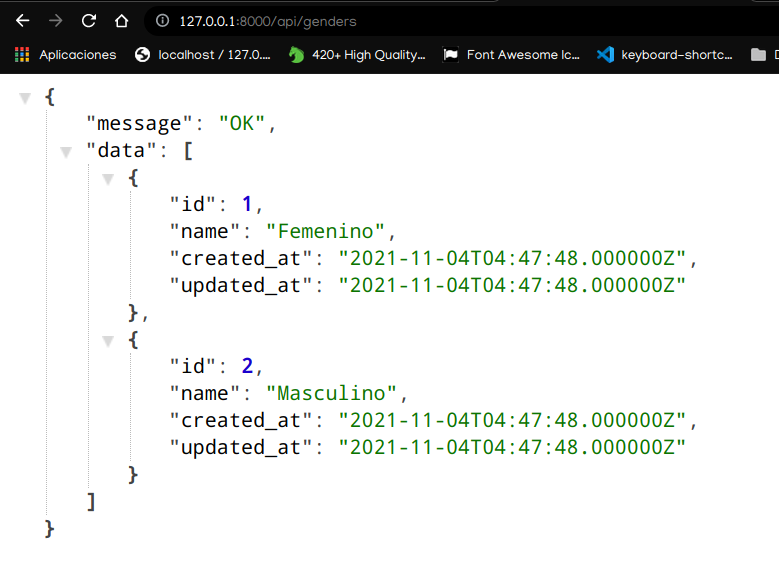 127.0.0.1:8000/api/genders
Aplicaciones localhost / 127.0.... 420+ High Quality... Font Awesome Ic... keyboard-shortc...
{
"message": "OK",
"data": [
{
"id": 1,
"name": "Femenino",
"created_at": "2021-11-04T04:47:48.000000Z",
"updated_at": "2021-11-04T04:47:48.000000Z"
},
{
"id": 2,
"name": "Masculino",
"created_at": "2021-11-04T04:47:48.000000Z",
"updated_at": "2021-11-04T04:47:48.000000Z"
}
]
}